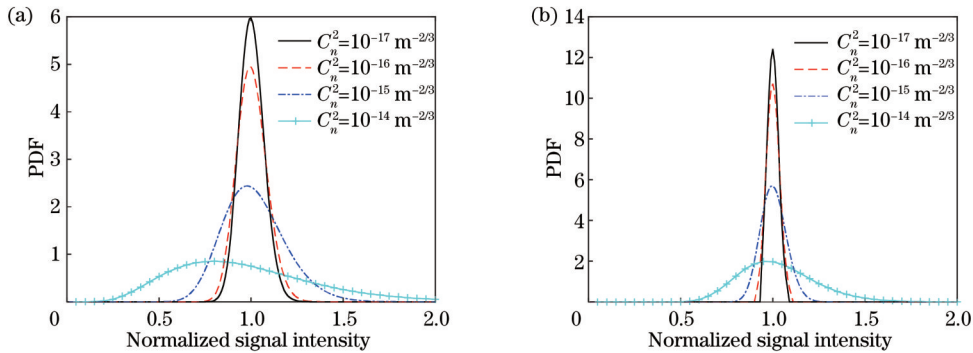 (a)
6
5
4
3
2
1
0
0.5
1.0
1.5
2.0
PDF
Normalized signal intensity
C_n^2=10^{-17} m^{-2/3}
C_n^2=10^{-16} m^{-2/3}
C_n^2=10^{-15} m^{-2/3}
C_n^2=10^{-14} m^{-2/3}
(b)
14
12
10
8
6
4
2
0
0.5
1.0
1.5
2.0
PDF
Normalized signal intensity
C_n^2=10^{-17} m^{-2/3}
C_n^2=10^{-16} m^{-2/3}
C_n^2=10^{-15} m^{-2/3}
C_n^2=10^{-14} m^{-2/3}